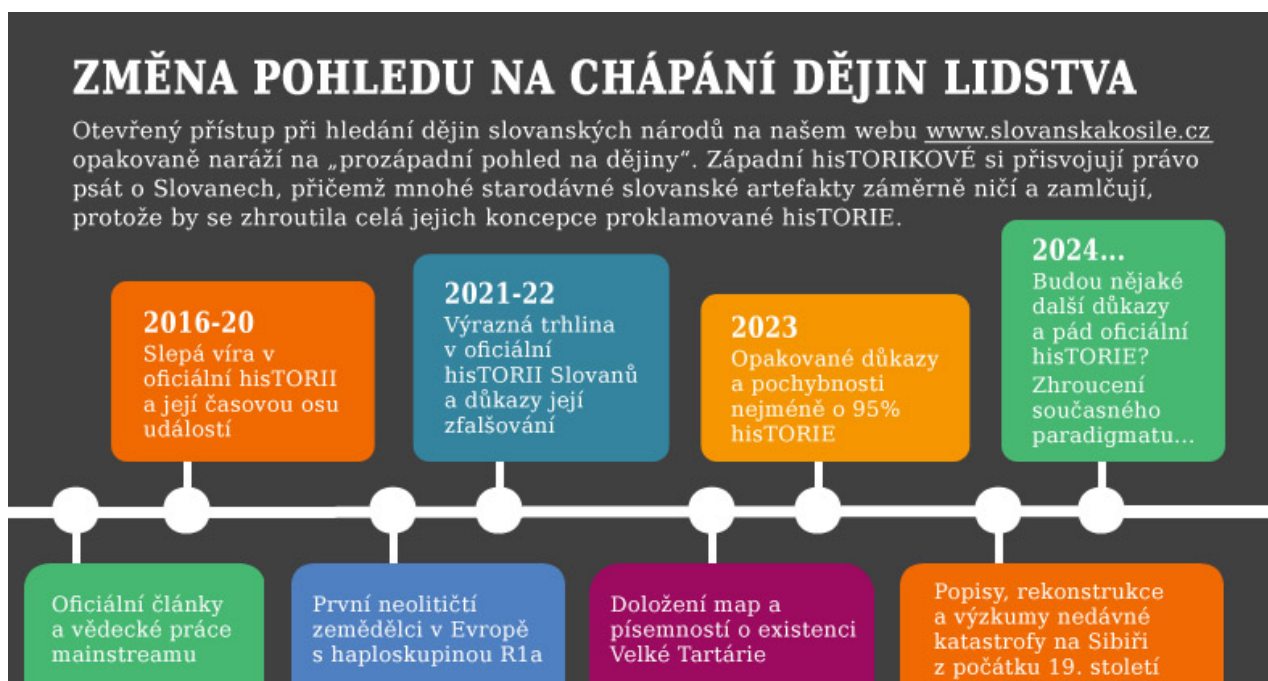 ZMĚNA POHLEDU NA CHÁPÁNÍ DĚJIN LIDSTVA
Otevřený přístup při hledání dějin slovanských národů na našem webu www.slovanskakosile.cz
opakovaně naráží na „prozápadní pohled na dějiny“. Západní hisTORIKOVÉ si přisvojují právo
psát o Slovanech, přičemž mnohé starodávné slovanské artefakty záměrně ničí a zamlčují,
protože by se zhroutila celá jejich koncepce proklamované hisTORIE.
2016-20
Slepá víra v
oficiální hisTORII
a její časovou osu
událostí
2021-22
Výrazná trhlina
v oficiální
hisTORII Slovanů
a důkazy její
zfalšování
2023
Opakované důkazy
a pochybnosti
nejméně o 95%
hisTORIE
2024...
Budou nějaké
další důkazy
a pád oficiální
hisTORIE?
Zhroucení
současného
paradigmatu...
Oficiální články
a vědecké práce
mainstreamu
První neolitičtí
zemědělci v Evropě
s haploskupinou R1a
Doložení map a
písemností o existenci
Velké Tartárie
Popisy, rekonstrukce
a výzkumy nedávné
katastrofy na Sibiři
z počátku 19. století